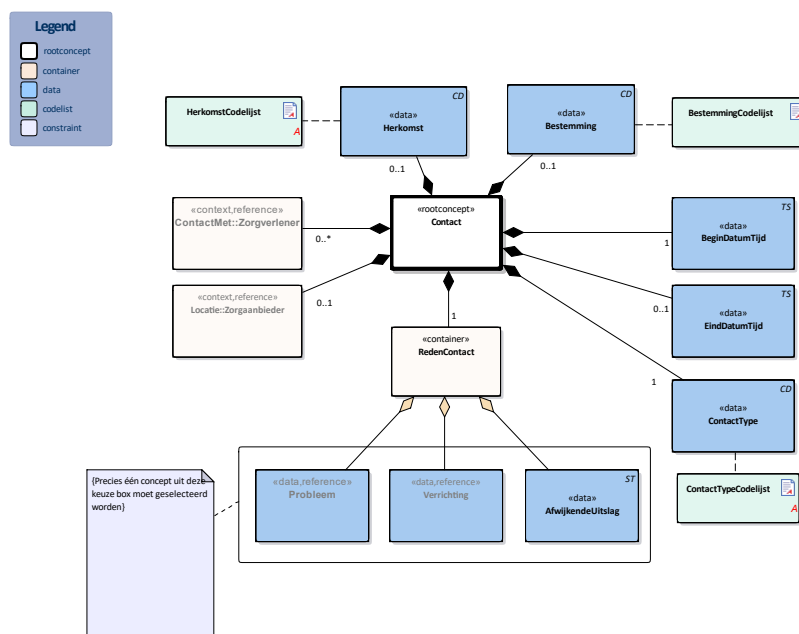 Legend
rootconcept
container
data
codelist
constraint
HerkomstCodelijst
A
CD
«data»
Herkomst
0..1
CD
«data»
Bestemming
0..1
BestemmingCodelijst
«context,reference»
ContactMet::Zorgverlener
0..*
«rootconcept»
Contact
TS
«data»
BeginDatumTijd
1
«context,reference»
Locatie::Zorgaanbieder
0..1
TS
«data»
EindDatumTijd
0..1
1
«container»
RedenContact
1
CD
«data»
ContactType
ContactTypeCodelijst
A
{Precies één concept uit deze
keuze box moet geselecteerd
worden}
«data,reference»
Probleem
«data,reference»
Verrichting
ST
«data»
AfwijkendeUitslag